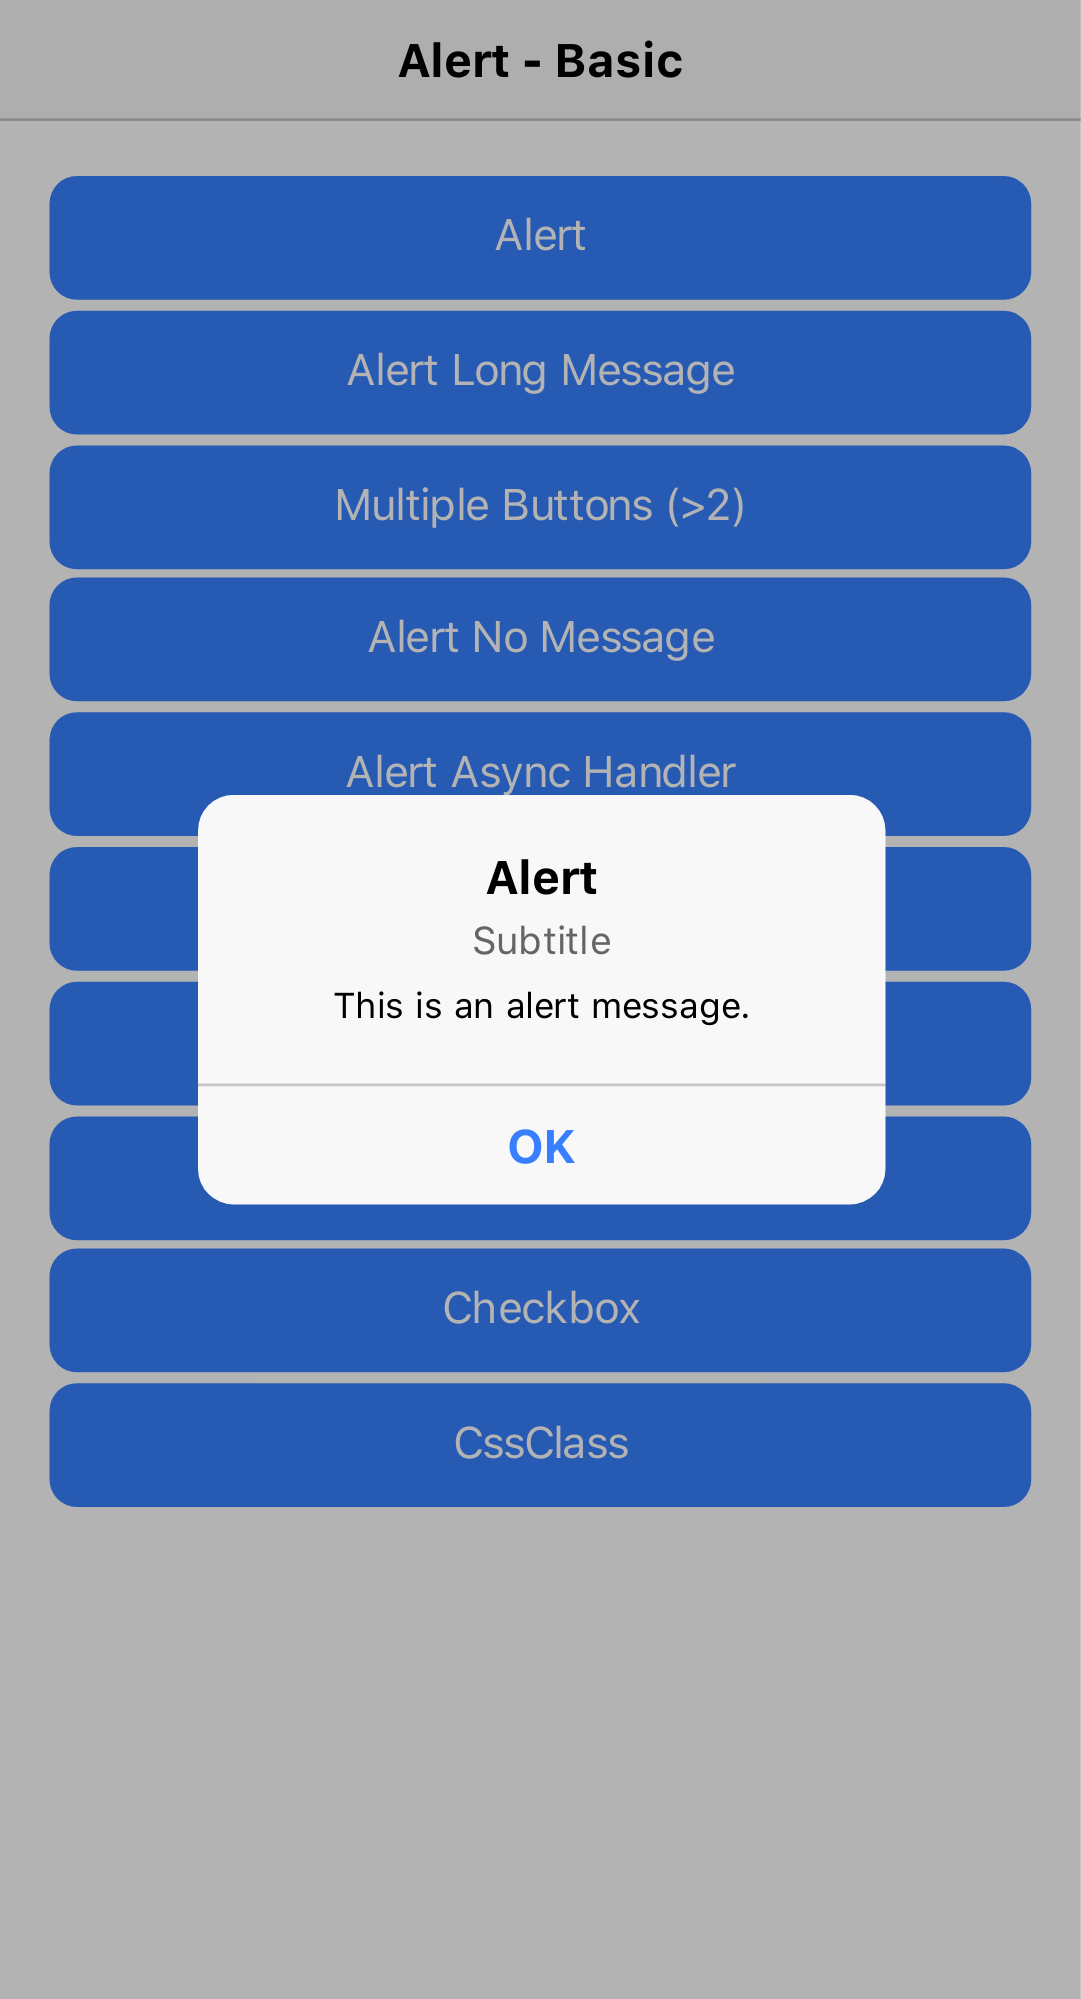 Alert - Basic
Alert
Alert Long Message
Multiple Buttons (>2)
Alert No Message
Alert Async Handler
Alert
Subtitle
This is an alert message.
OK
Checkbox
CssClass